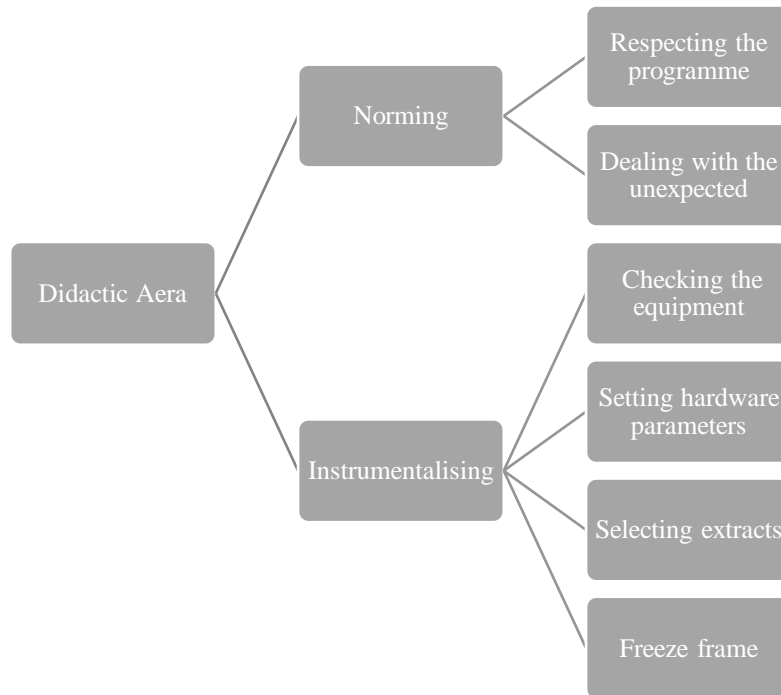 Didactic Aera
Norming
Respecting the
programme
Dealing with the
unexpected
Instrumentalising
Checking the
equipment
Setting hardware
parameters
Selecting extracts
Freeze frame